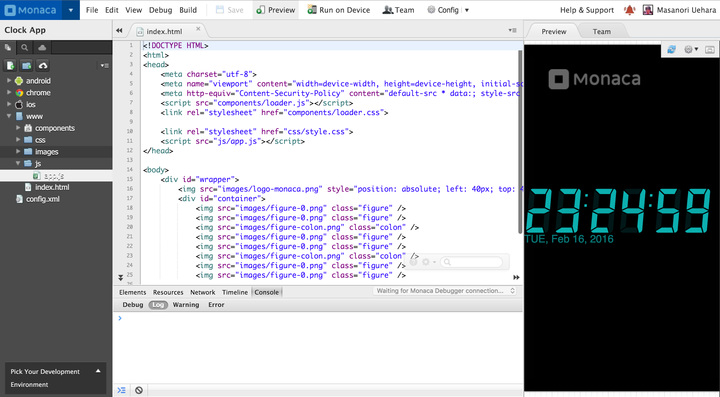 Monaca File Edit View Debug Build Save Preview Run on Device Team Config Help & Support Masanori Uehara
Clock App
index.html
Preview Team
android
chrome
ios
www
components
css
images
js
app.js
index.html
config.xml
1 <!DOCTYPE HTML>
2 <html>
3 <head>
4 <meta charset="utf-8">
5 <meta name="viewport" content="width=device-width, height=device-height, initial-sc
6 <meta http-equiv="Content-Security-Policy" content="default-src * data:; style-src
7 <script src="components/loader.js"></script>
8 <link rel="stylesheet" href="components/loader.css">
9
10 <link rel="stylesheet" href="css/style.css">
11 <script src="js/app.js"></script>
12 </head>
13
14 <body>
15 <div id="wrapper">
16 <img src="images/logo-monaca.png" style="position: absolute; left: 40px; top: 4
17 <div id="container">
18 <img src="images/figure-0.png" class="figure" />
19 <img src="images/figure-0.png" class="figure" />
20 <img src="images/figure-colon.png" class="colon" />
21 <img src="images/figure-0.png" class="figure" />
22 <img src="images/figure-0.png" class="figure" />
23 <img src="images/figure-colon.png" class="colon" />
24 <img src="images/figure-0.png" class="figure" />
25 <img src="images/figure-0.png" class="figure" />
Monaca
23:24:59
TUE, Feb 16, 2016
Elements Resources Network Timeline Console Waiting for Monaca Debugger connection...
Debug Log Warning Error
Pick Your Development
Environment